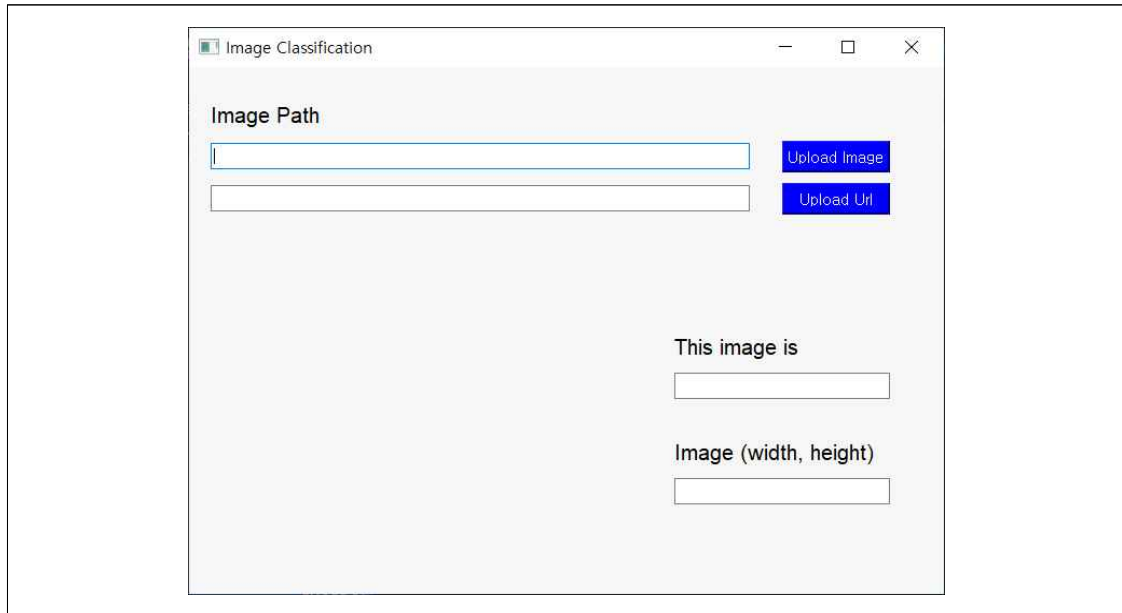 Image Classification
Image Path
Upload Image
Upload Url
This image is
Image (width, height)